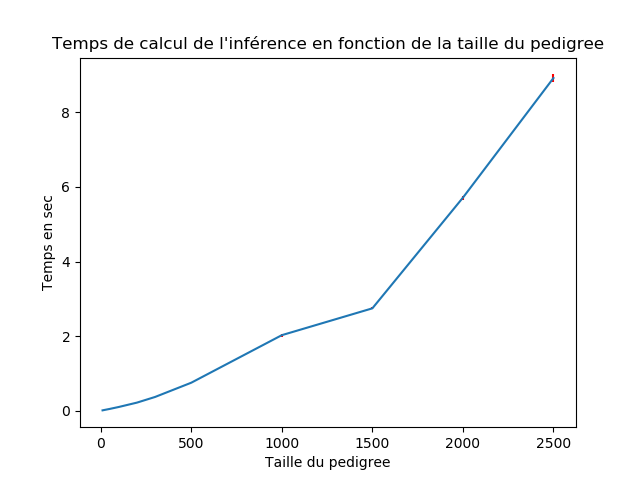 Temps de calcul de l'inférence en fonction de la taille du pedigree
8
6
4
2
0
Temps en sec
0 500 1000 1500 2000 2500
Taille du pedigree